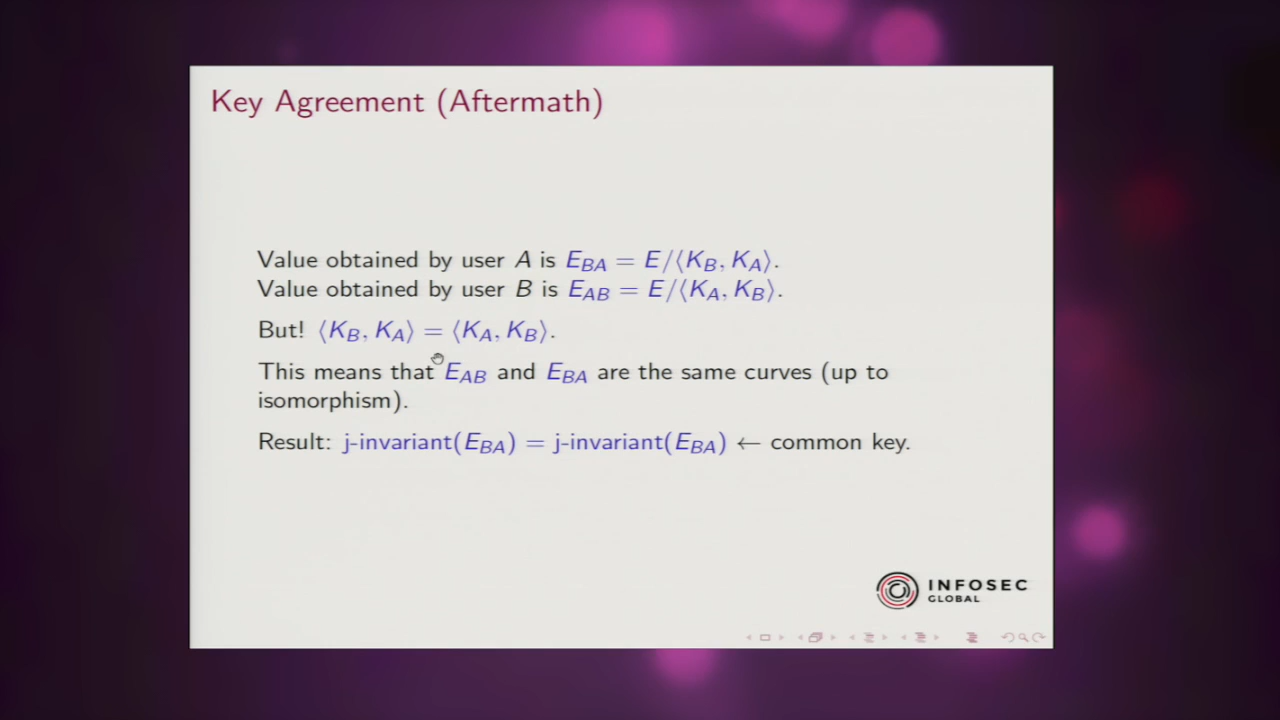 Key Agreement (Aftermath)
Value obtained by user A is E_BA = E/⟨K_B, K_A⟩.
Value obtained by user B is E_AB = E/⟨K_A, K_B⟩.
But! ⟨K_B, K_A⟩ = ⟨K_A, K_B⟩.
This means that E_AB and E_BA are the same curves (up to
isomorphism).
Result: j-invariant(E_BA) = j-invariant(E_BA) ← common key.
INFOSEC
GLOBAL